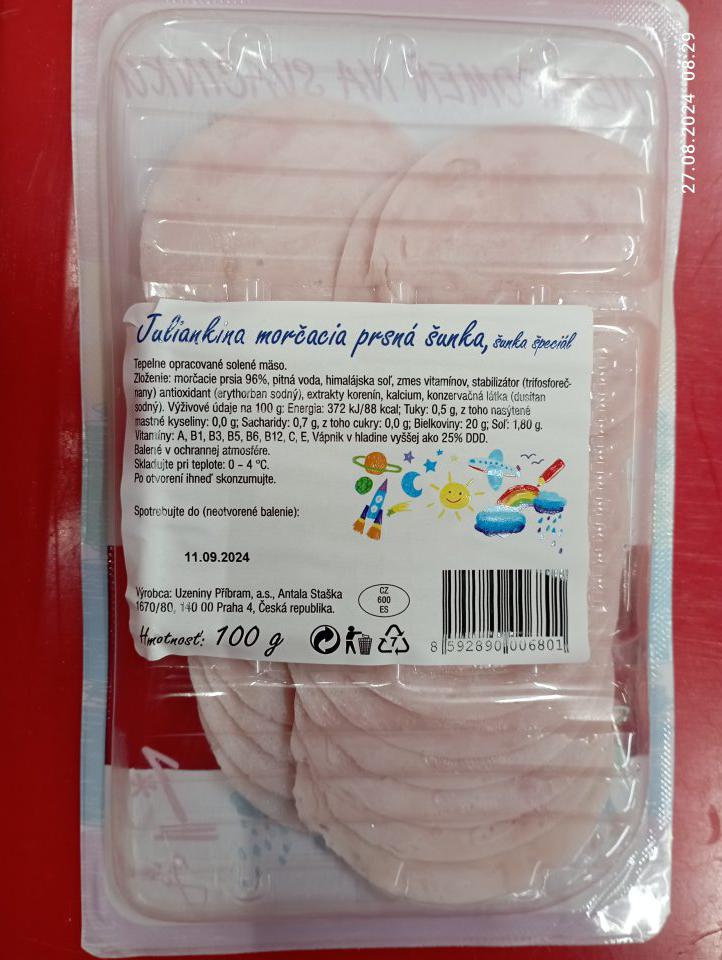 27.08.2024 08:29
NA SVAČINKU
Juliankina morčacia prsná šunka, šunka špeciál
Tepelne opracované solené mäso.
Zloženie: morčacie prsia 96%, pitná voda, himalájska soľ, zmes vitamínov, stabilizátor (trifosforeč-
nany) antioxidant (erythorban sodný), extrakty korenín, kalcium, konzervačná látka (dusitan
sodný). Výživové údaje na 100 g: Energia: 372 kJ/88 kcal; Tuky: 0,5 g, z toho nasýtené
mastné kyseliny: 0,0 g; Sacharidy: 0,7 g, z toho cukry: 0,0 g; Bielkoviny: 20 g; Soľ: 1,80 g.
Vitamíny: A, B1, B3, B5, B6, B12, C, E, Vápnik v hladine vyššej ako 25% DDD.
Balené v ochrannej atmosfére.
Skladujte pri teplote: 0 – 4 °C.
Po otvorení ihneď skonzumujte.
Spotrebujte do (neotvorené balenie):
11.09.2024
Výrobca: Uzeniny Příbram, a.s., Antala Staška
1670/80, 140 00 Praha 4, Česká republika.
CZ
600
ES
Hmotnosť: 100 g
8 592890 006801